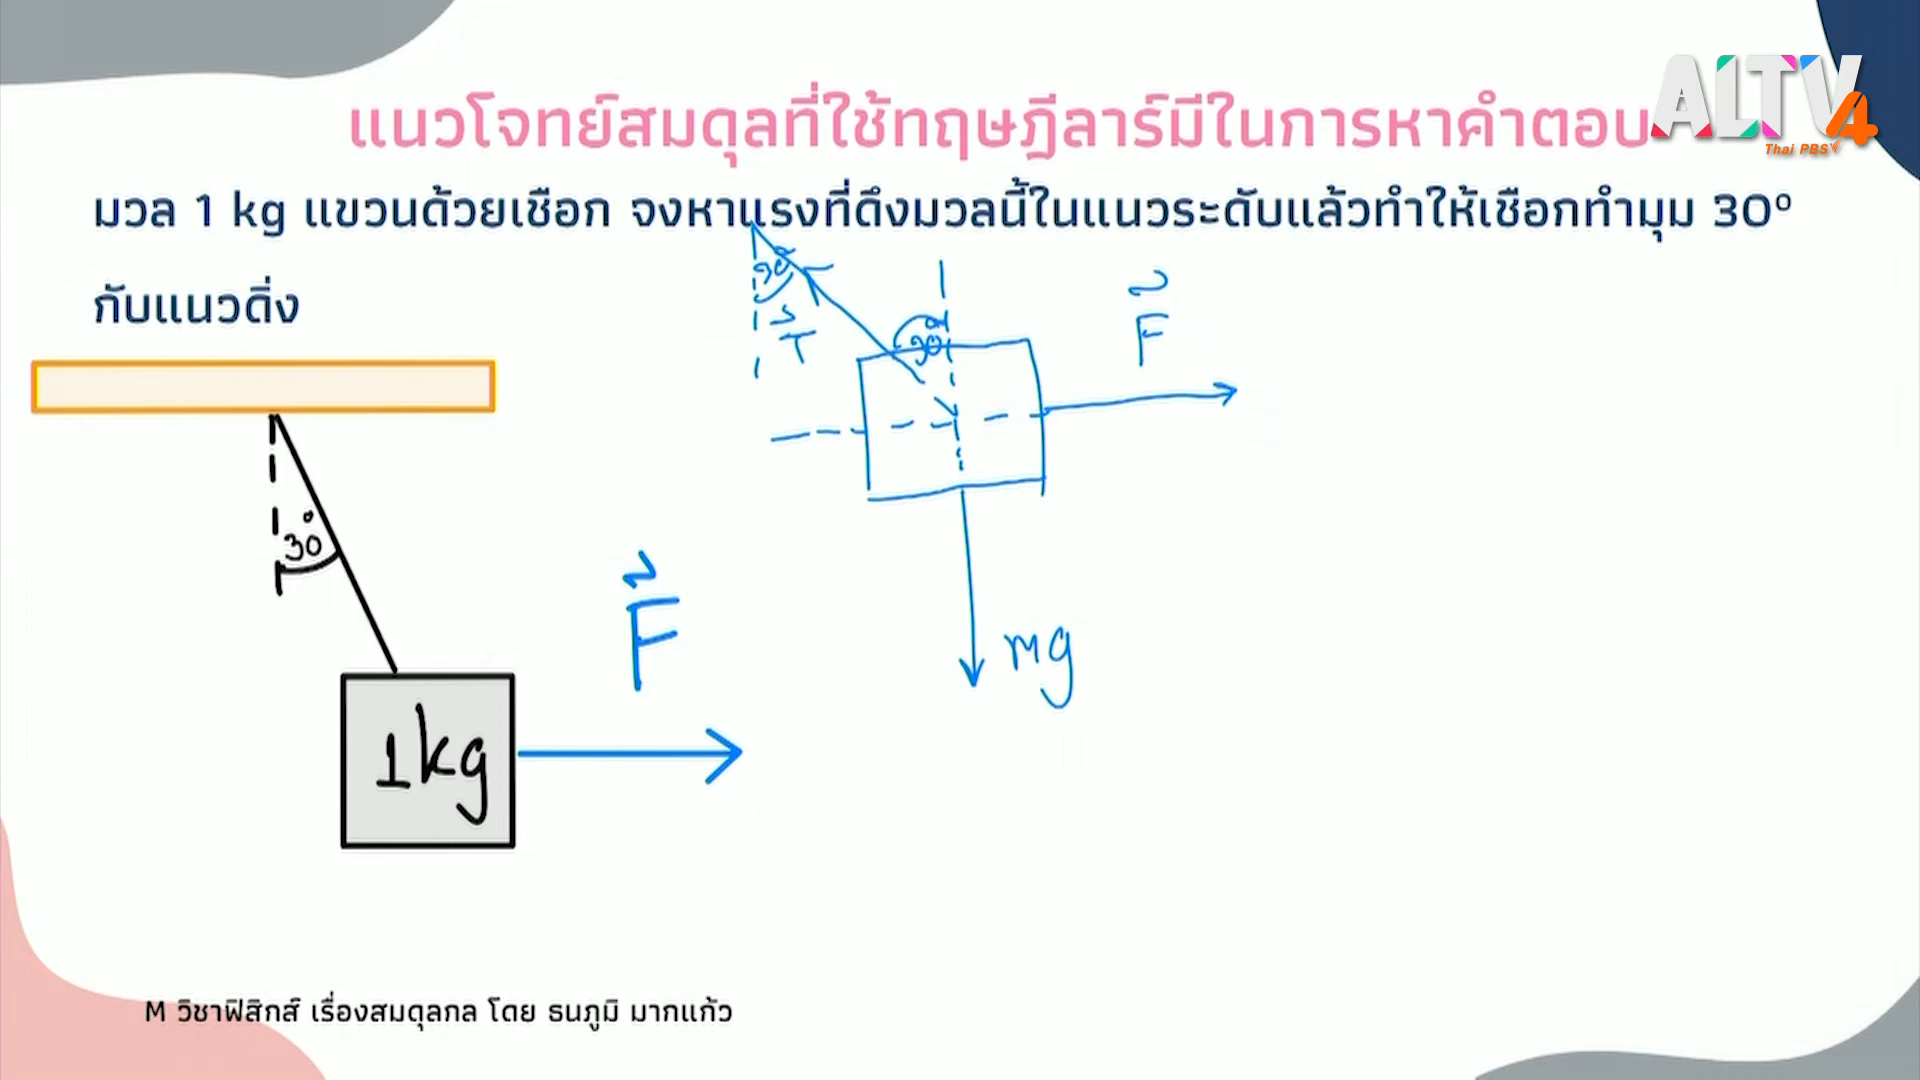 ALTV4
Thai PBS
แนวโจทย์สมดุลที่ใช้ทฤษฎีลาร์มีในการหาคำตอบ
มวล 1 kg แขวนด้วยเชือก จงหาแรงที่ดึงมวลนี้ในแนวระดับแล้วทำให้เชือกทำมุม 30°
กับแนวดิ่ง
30°
T
30°
F
30°
F
mg
1kg
M วิชาฟิสิกส์ เรื่องสมดุลกล โดย ธนภูมิ มากแก้ว